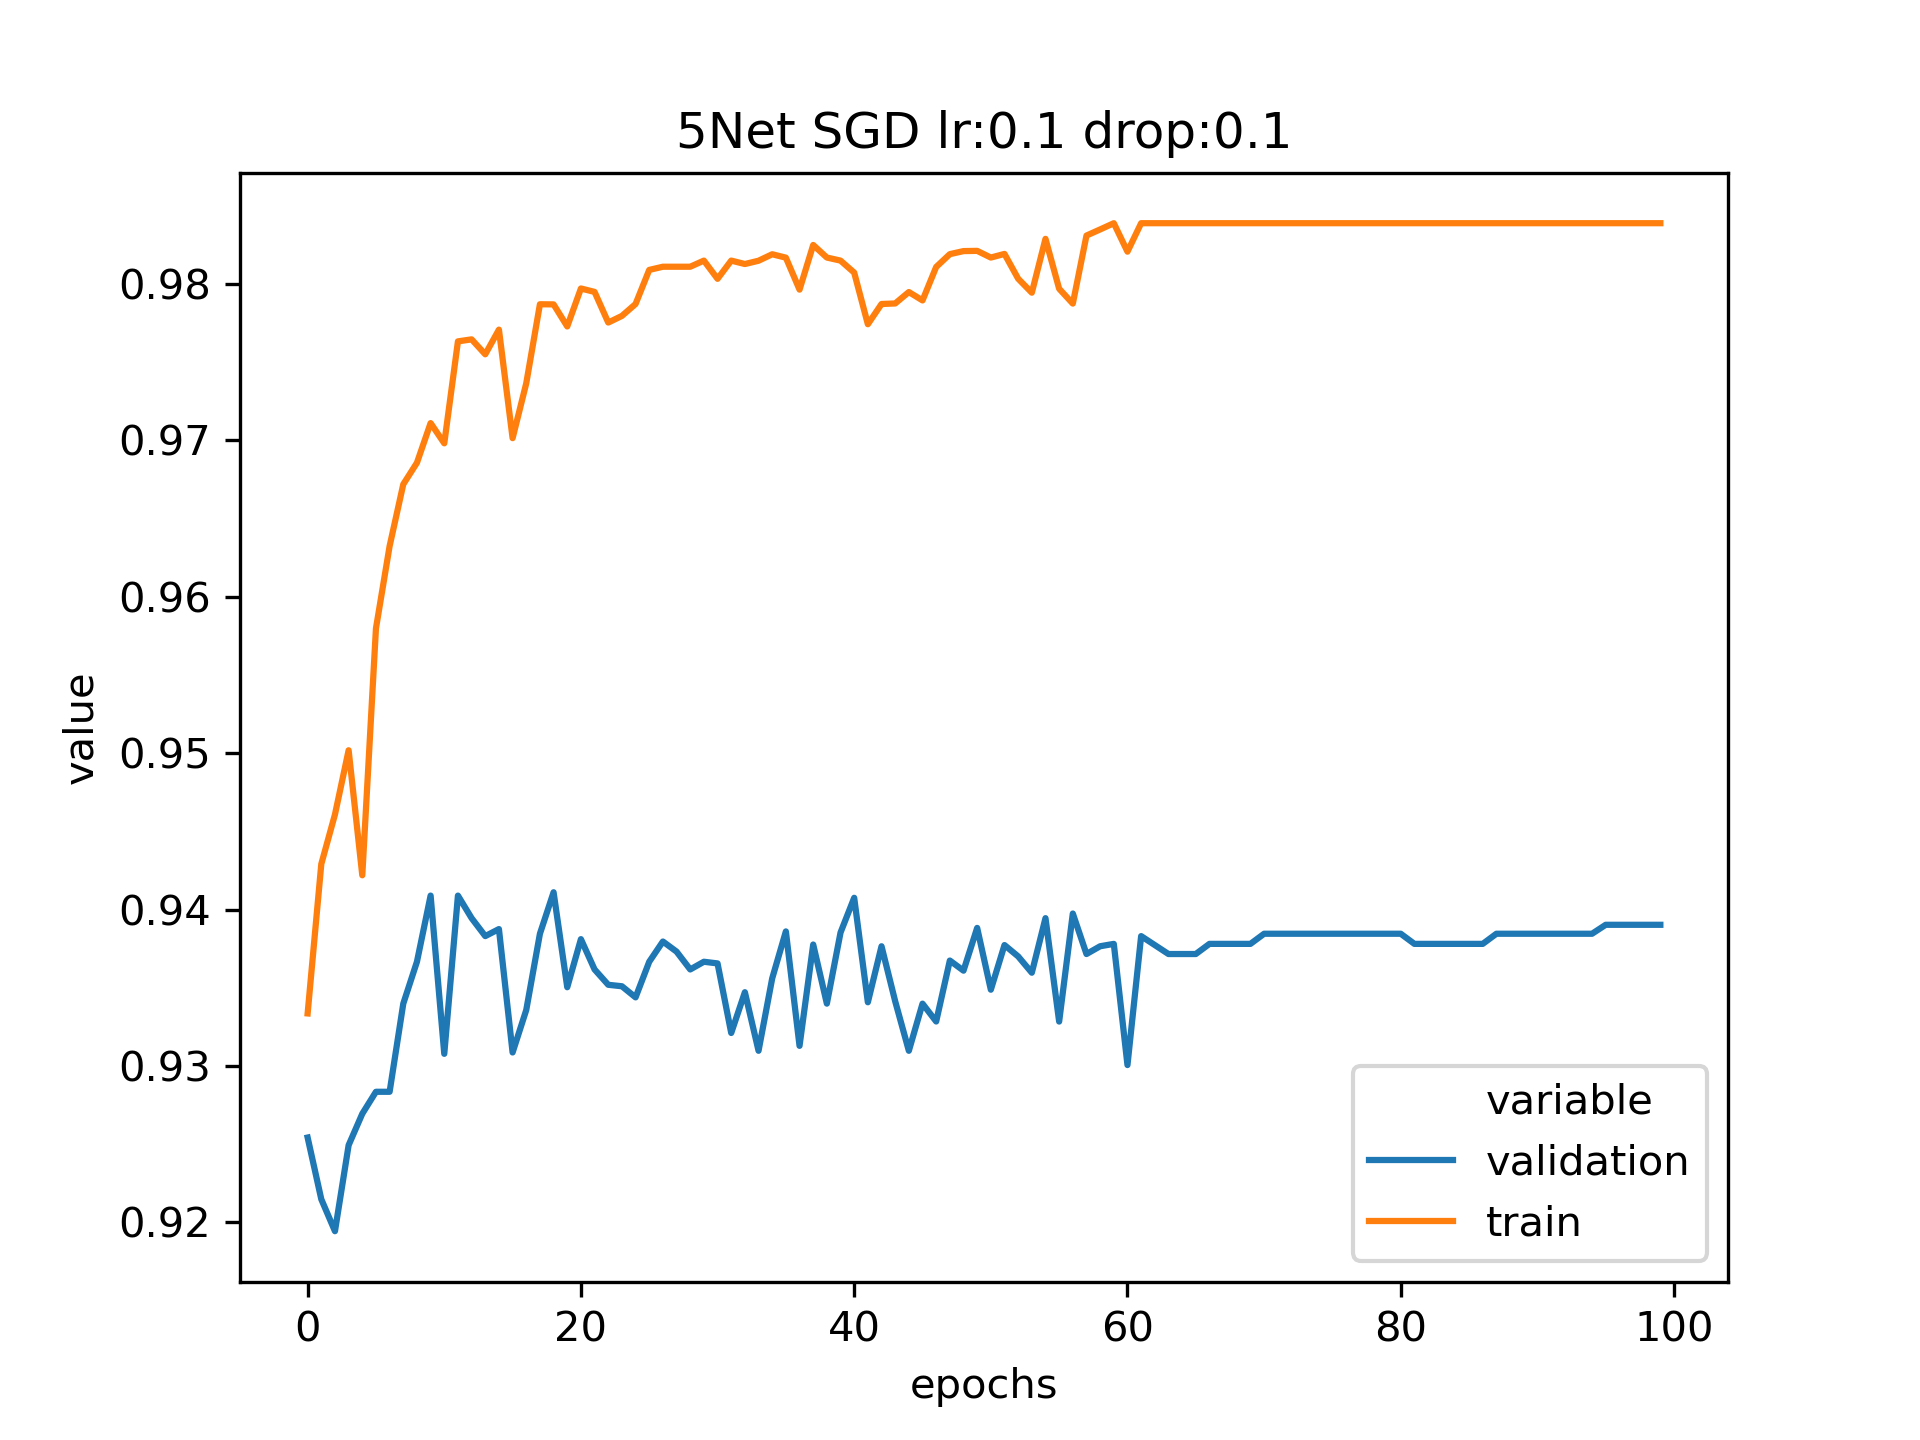 5Net SGD lr:0.1 drop:0.1
0.98
0.97
0.96
0.95
0.94
0.93
0.92
value
variable
validation
train
0 20 40 60 80 100
epochs